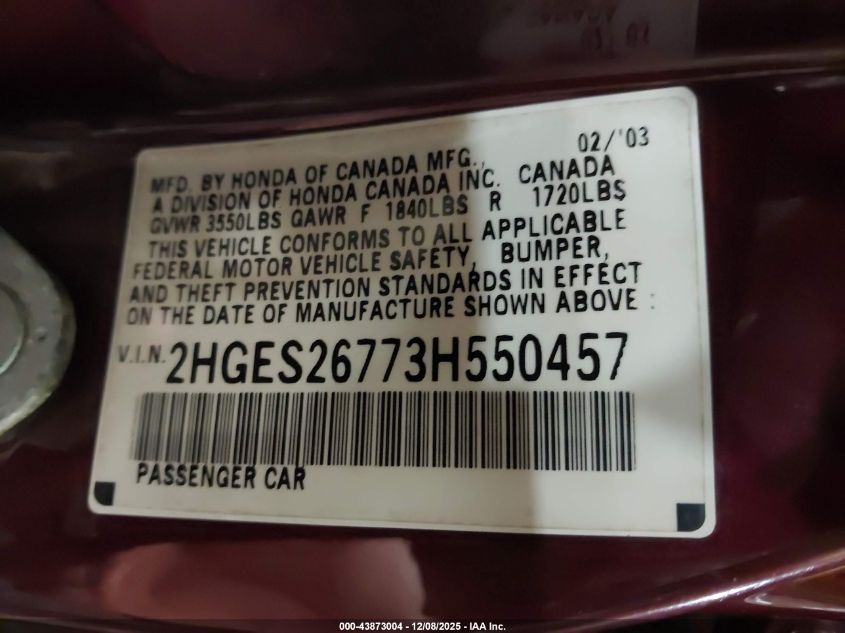 02/'03
MFD. BY HONDA OF CANADA MFG.,
A DIVISION OF HONDA CANADA INC. CANADA
GVWR 3550LBS GAWR F 1840LBS R 1720LBS
THIS VEHICLE CONFORMS TO ALL APPLICABLE
FEDERAL MOTOR VEHICLE SAFETY, BUMPER,
AND THEFT PREVENTION STANDARDS IN EFFECT
ON THE DATE OF MANUFACTURE SHOWN ABOVE :
V.I.N. 2HGES26773H550457
PASSENGER CAR
000-43873004 - 12/08/2025 - IAA Inc.